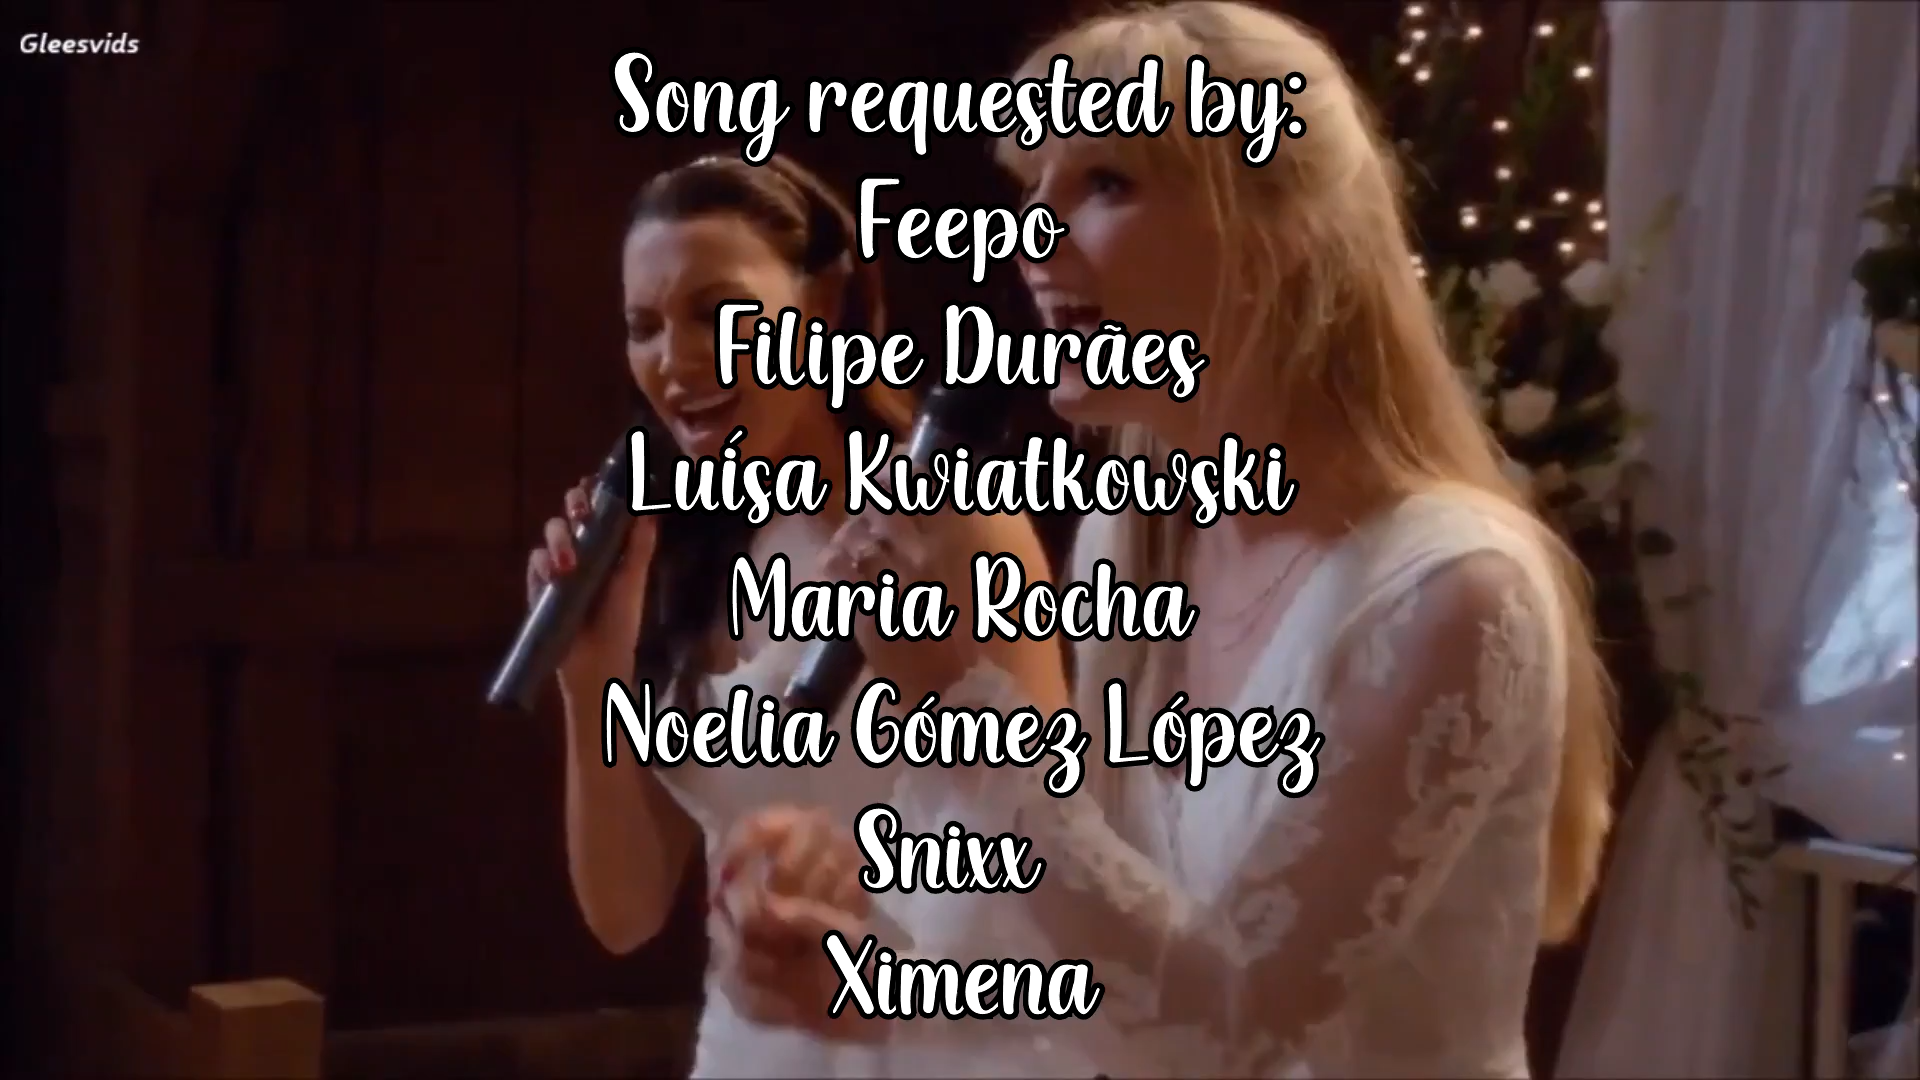 Gleesvids
Song requested by:
Feepo
Filipe Durães
Luísa Kwiatkowski
Maria Rocha
Noelia Gómez López
Snixx
Ximena